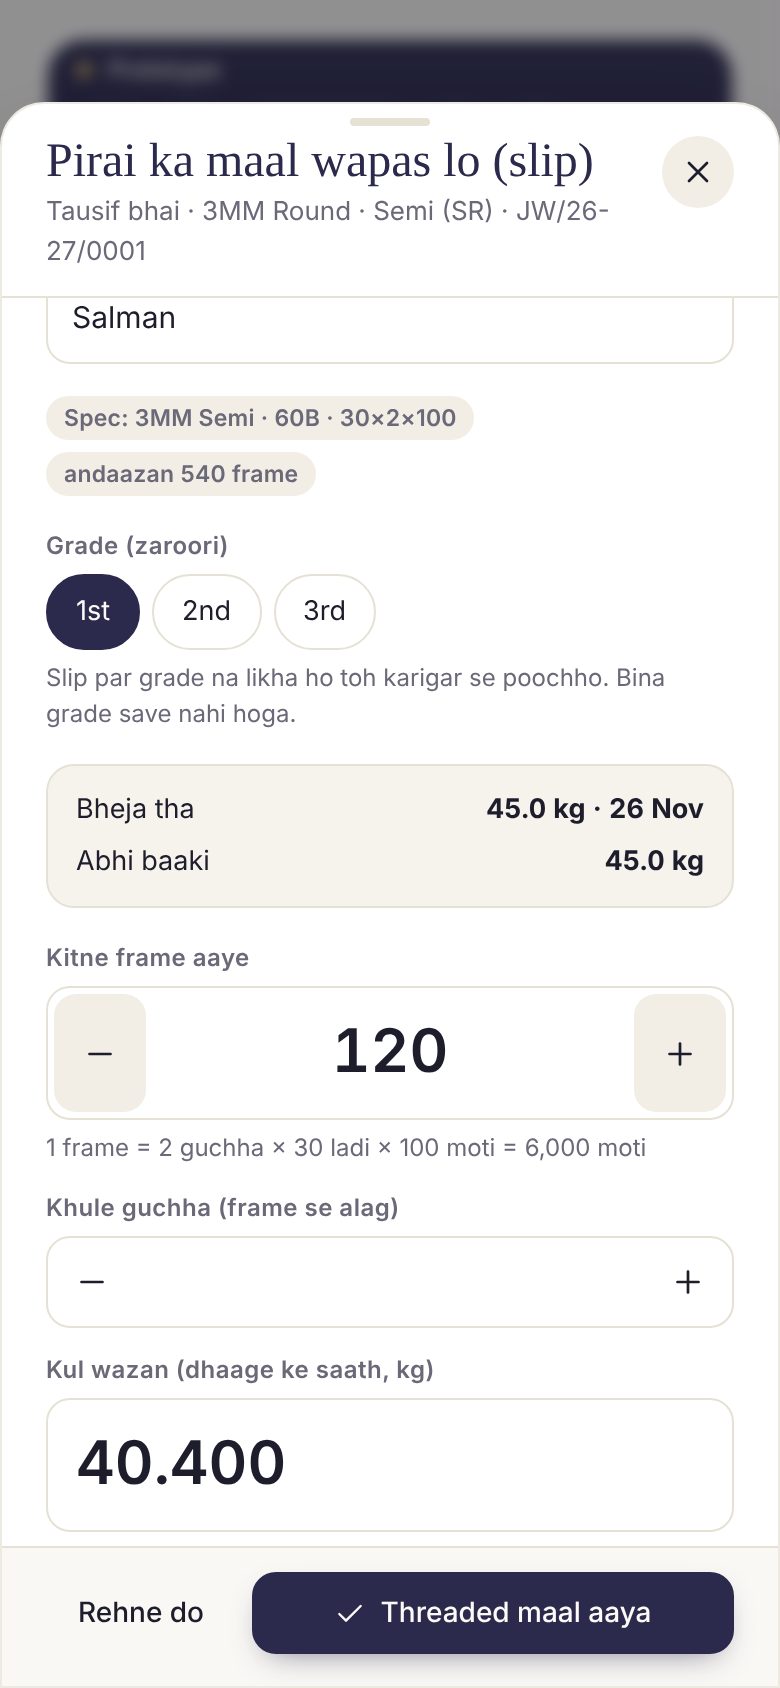 Prototype
Pirai ka maal wapas lo (slip)
Tausif bhai · 3MM Round · Semi (SR) · JW/26-
27/0001
Salman
Spec: 3MM Semi · 60B · 30×2×100
andaazan 540 frame
Grade (zaroori)
1st 2nd 3rd
Slip par grade na likha ho toh karigar se poochho. Bina
grade save nahi hoga.
Bheja tha 45.0 kg · 26 Nov
Abhi baaki 45.0 kg
Kitne frame aaye
− 120 +
1 frame = 2 guchha × 30 ladi × 100 moti = 6,000 moti
Khule guchha (frame se alag)
− +
Kul wazan (dhaage ke saath, kg)
40.400
Rehne do ✓ Threaded maal aaya